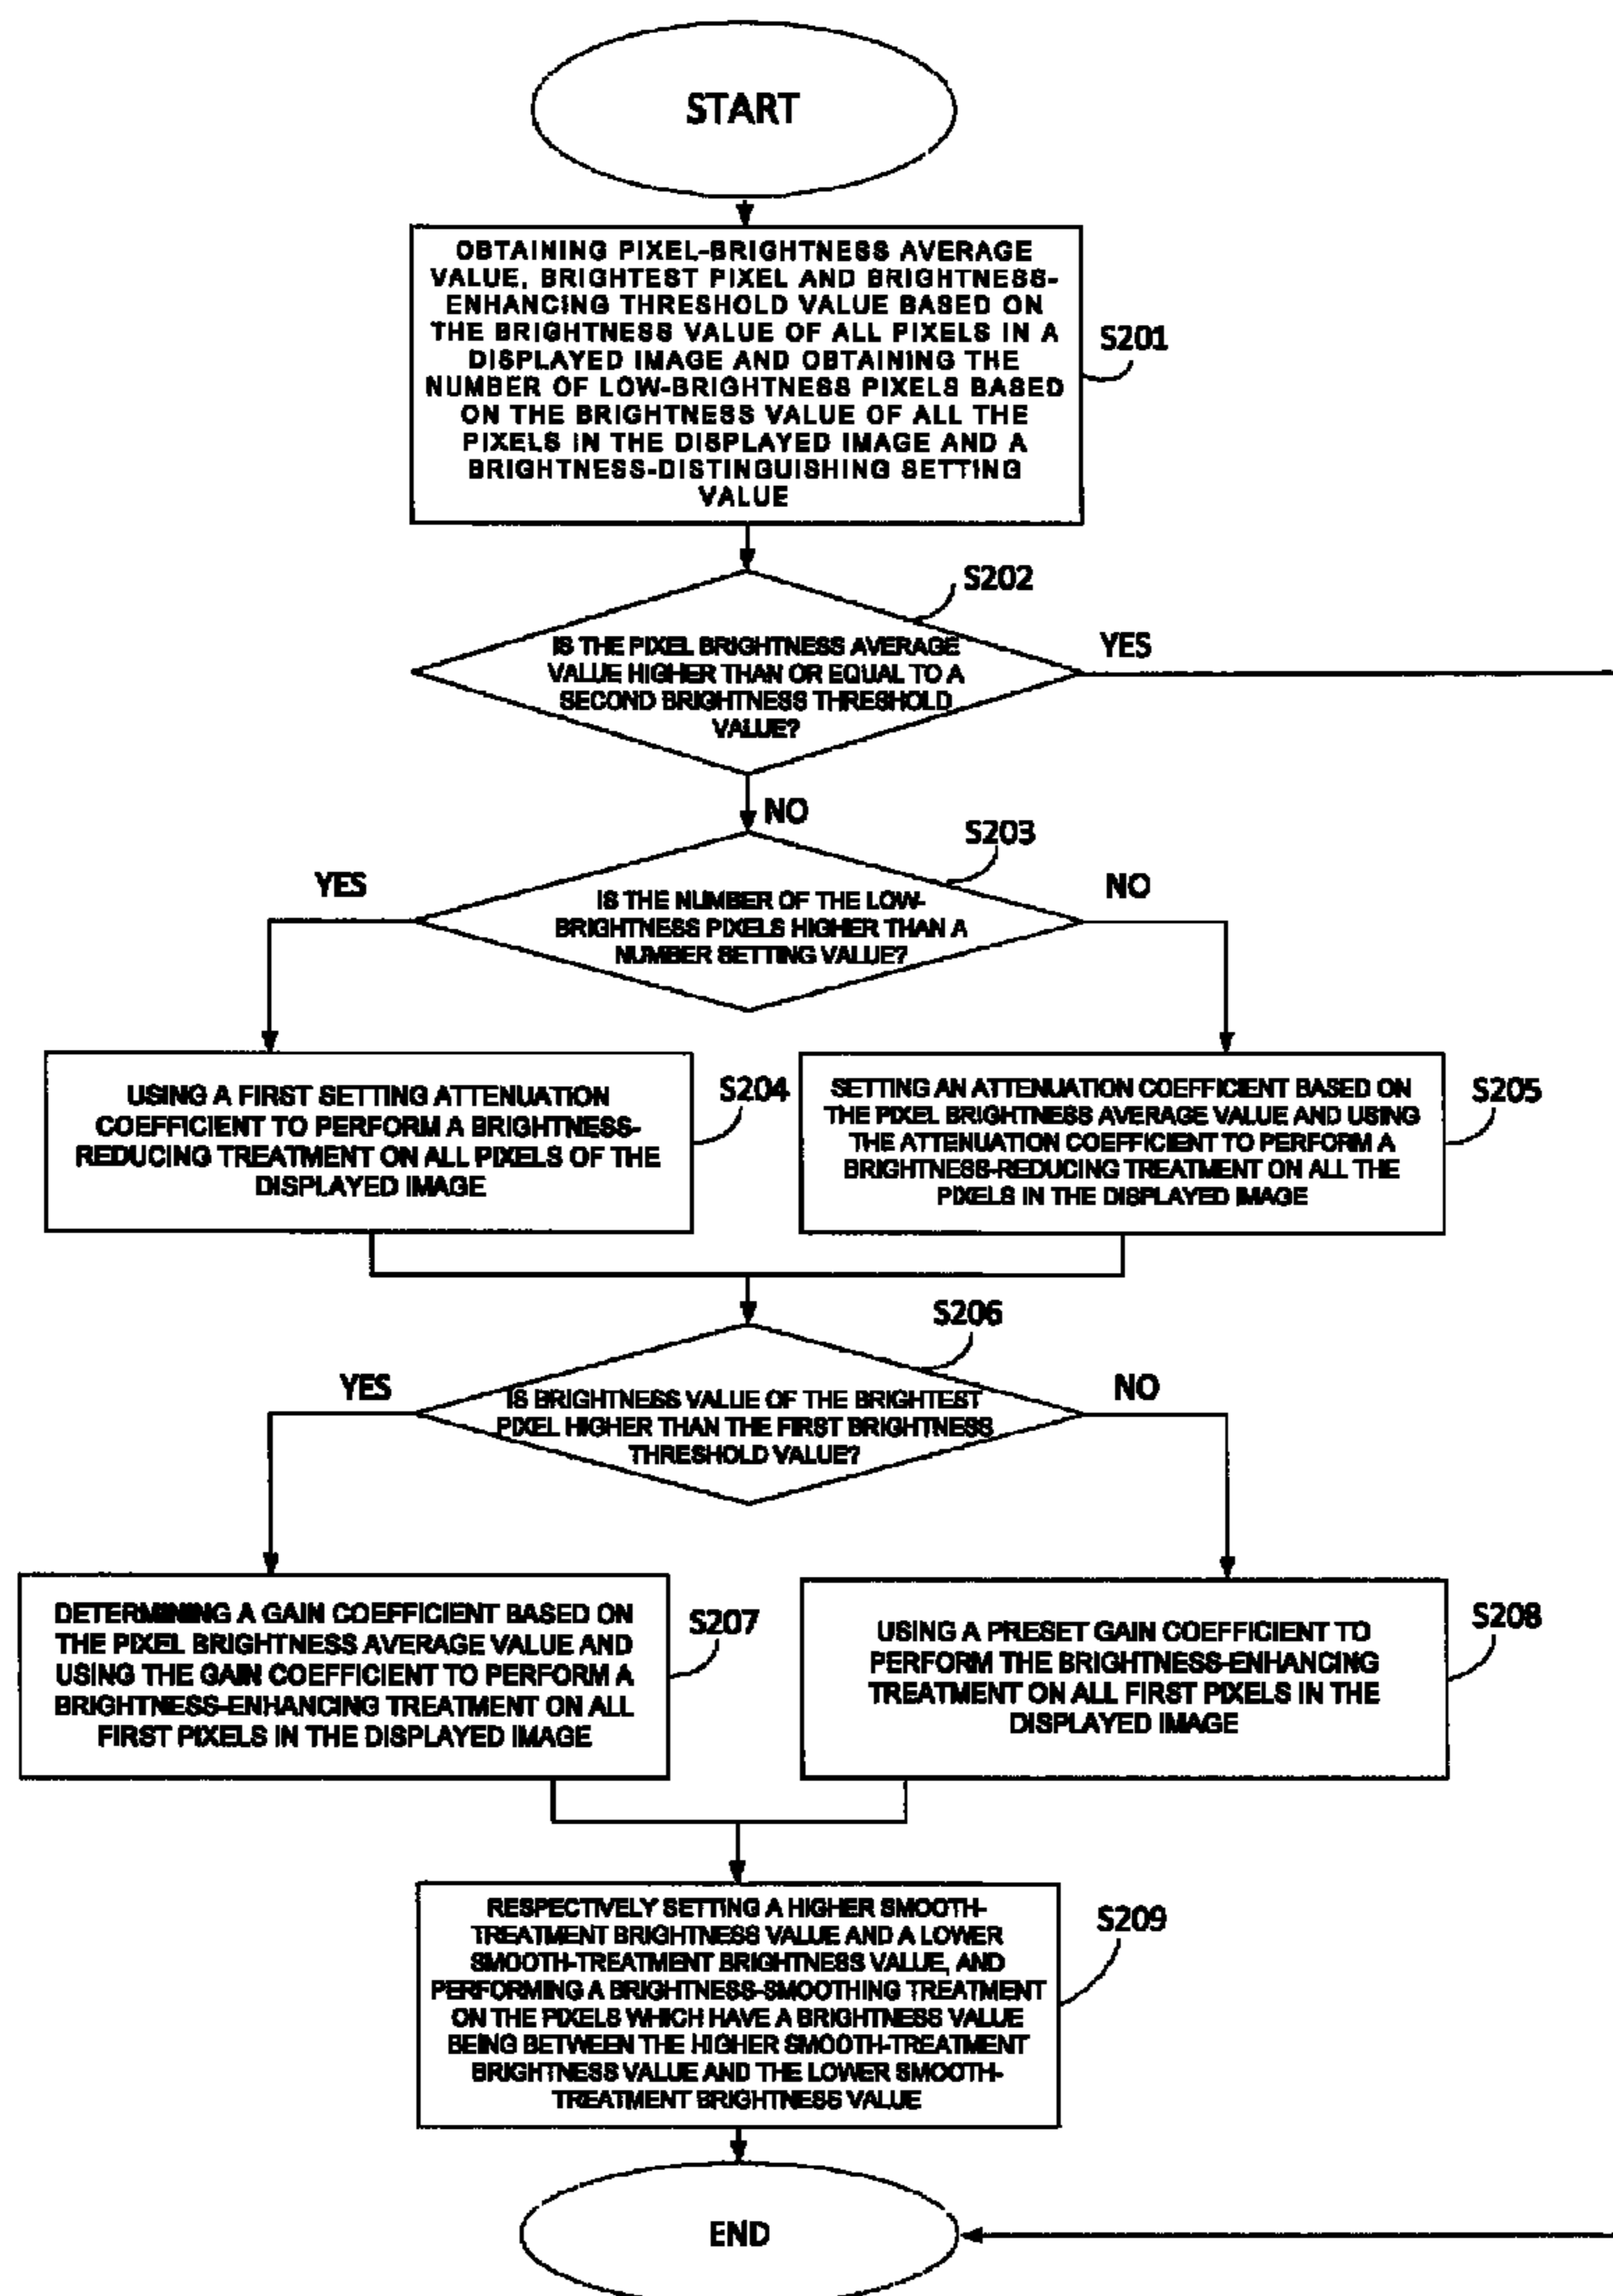 START
OBTAINING PIXEL-BRIGHTNESS AVERAGE
VALUE, BRIGHTEST PIXEL AND BRIGHTNESS-
ENHANCING THRESHOLD VALUE BASED ON
THE BRIGHTNESS VALUE OF ALL PIXELS IN A
DISPLAYED IMAGE AND OBTAINING THE
NUMBER OF LOW-BRIGHTNESS PIXELS BASED
ON THE BRIGHTNESS VALUE OF ALL THE
PIXELS IN THE DISPLAYED IMAGE AND A
BRIGHTNESS-DISTINGUISHING SETTING
VALUE
S201
S202
IS THE PIXEL BRIGHTNESS AVERAGE
VALUE HIGHER THAN OR EQUAL TO A
SECOND BRIGHTNESS THRESHOLD
VALUE?
YES
NO
S203
YES
NO
IS THE NUMBER OF THE LOW-
BRIGHTNESS PIXELS HIGHER THAN A
NUMBER SETTING VALUE?
USING A FIRST SETTING ATTENUATION
COEFFICIENT TO PERFORM A BRIGHTNESS-
REDUCING TREATMENT ON ALL PIXELS OF THE
DISPLAYED IMAGE
S204
SETTING AN ATTENUATION COEFFICIENT BASED ON
THE PIXEL BRIGHTNESS AVERAGE VALUE AND USING
THE ATTENUATION COEFFICIENT TO PERFORM A
BRIGHTNESS-REDUCING TREATMENT ON ALL THE
PIXELS IN THE DISPLAYED IMAGE
S205
S206
YES
NO
IS BRIGHTNESS VALUE OF THE BRIGHTEST
PIXEL HIGHER THAN THE FIRST BRIGHTNESS
THRESHOLD VALUE?
DETERMINING A GAIN COEFFICIENT BASED ON
THE PIXEL BRIGHTNESS AVERAGE VALUE AND
USING THE GAIN COEFFICIENT TO PERFORM A
BRIGHTNESS-ENHANCING TREATMENT ON ALL
FIRST PIXELS IN THE DISPLAYED IMAGE
S207
USING A PRESET GAIN COEFFICIENT TO
PERFORM THE BRIGHTNESS-ENHANCING
TREATMENT ON ALL FIRST PIXELS IN THE
DISPLAYED IMAGE
S208
RESPECTIVELY SETTING A HIGHER SMOOTH-
TREATMENT BRIGHTNESS VALUE AND A LOWER
SMOOTH-TREATMENT BRIGHTNESS VALUE, AND
PERFORMING A BRIGHTNESS-SMOOTHING TREATMENT
ON THE PIXELS WHICH HAVE A BRIGHTNESS VALUE
BEING BETWEEN THE HIGHER SMOOTH-TREATMENT
BRIGHTNESS VALUE AND THE LOWER SMOOTH-
TREATMENT BRIGHTNESS VALUE
S209
END